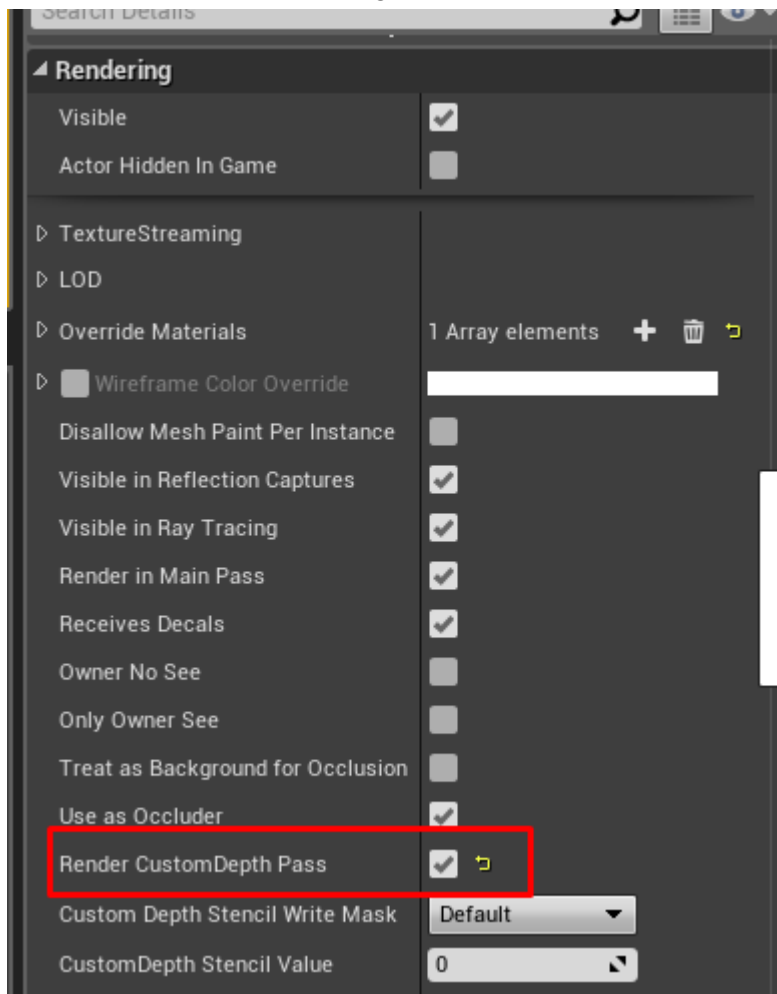 Search Details
Rendering
Visible
Actor Hidden In Game
TextureStreaming
LOD
Override Materials 1 Array elements
Wireframe Color Override
Disallow Mesh Paint Per Instance
Visible in Reflection Captures
Visible in Ray Tracing
Render in Main Pass
Receives Decals
Owner No See
Only Owner See
Treat as Background for Occlusion
Use as Occluder
Render CustomDepth Pass
Custom Depth Stencil Write Mask Default
CustomDepth Stencil Value 0